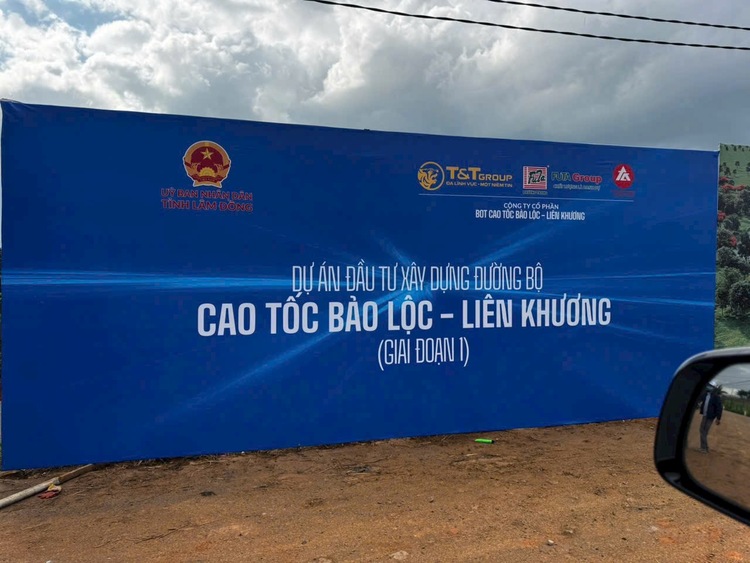 UỶ BAN NHÂN DÂN
TỈNH LÂM ĐỒNG
T&T GROUP
ĐA LĨNH VỰC - MỘT NIỀM TIN
FUTA Group
CÔNG TY CỔ PHẦN
BOT CAO TỐC BẢO LỘC - LIÊN KHƯƠNG
DỰ ÁN ĐẦU TƯ XÂY DỰNG ĐƯỜNG BỘ
CAO TỐC BẢO LỘC - LIÊN KHƯƠNG
(GIAI ĐOẠN 1)